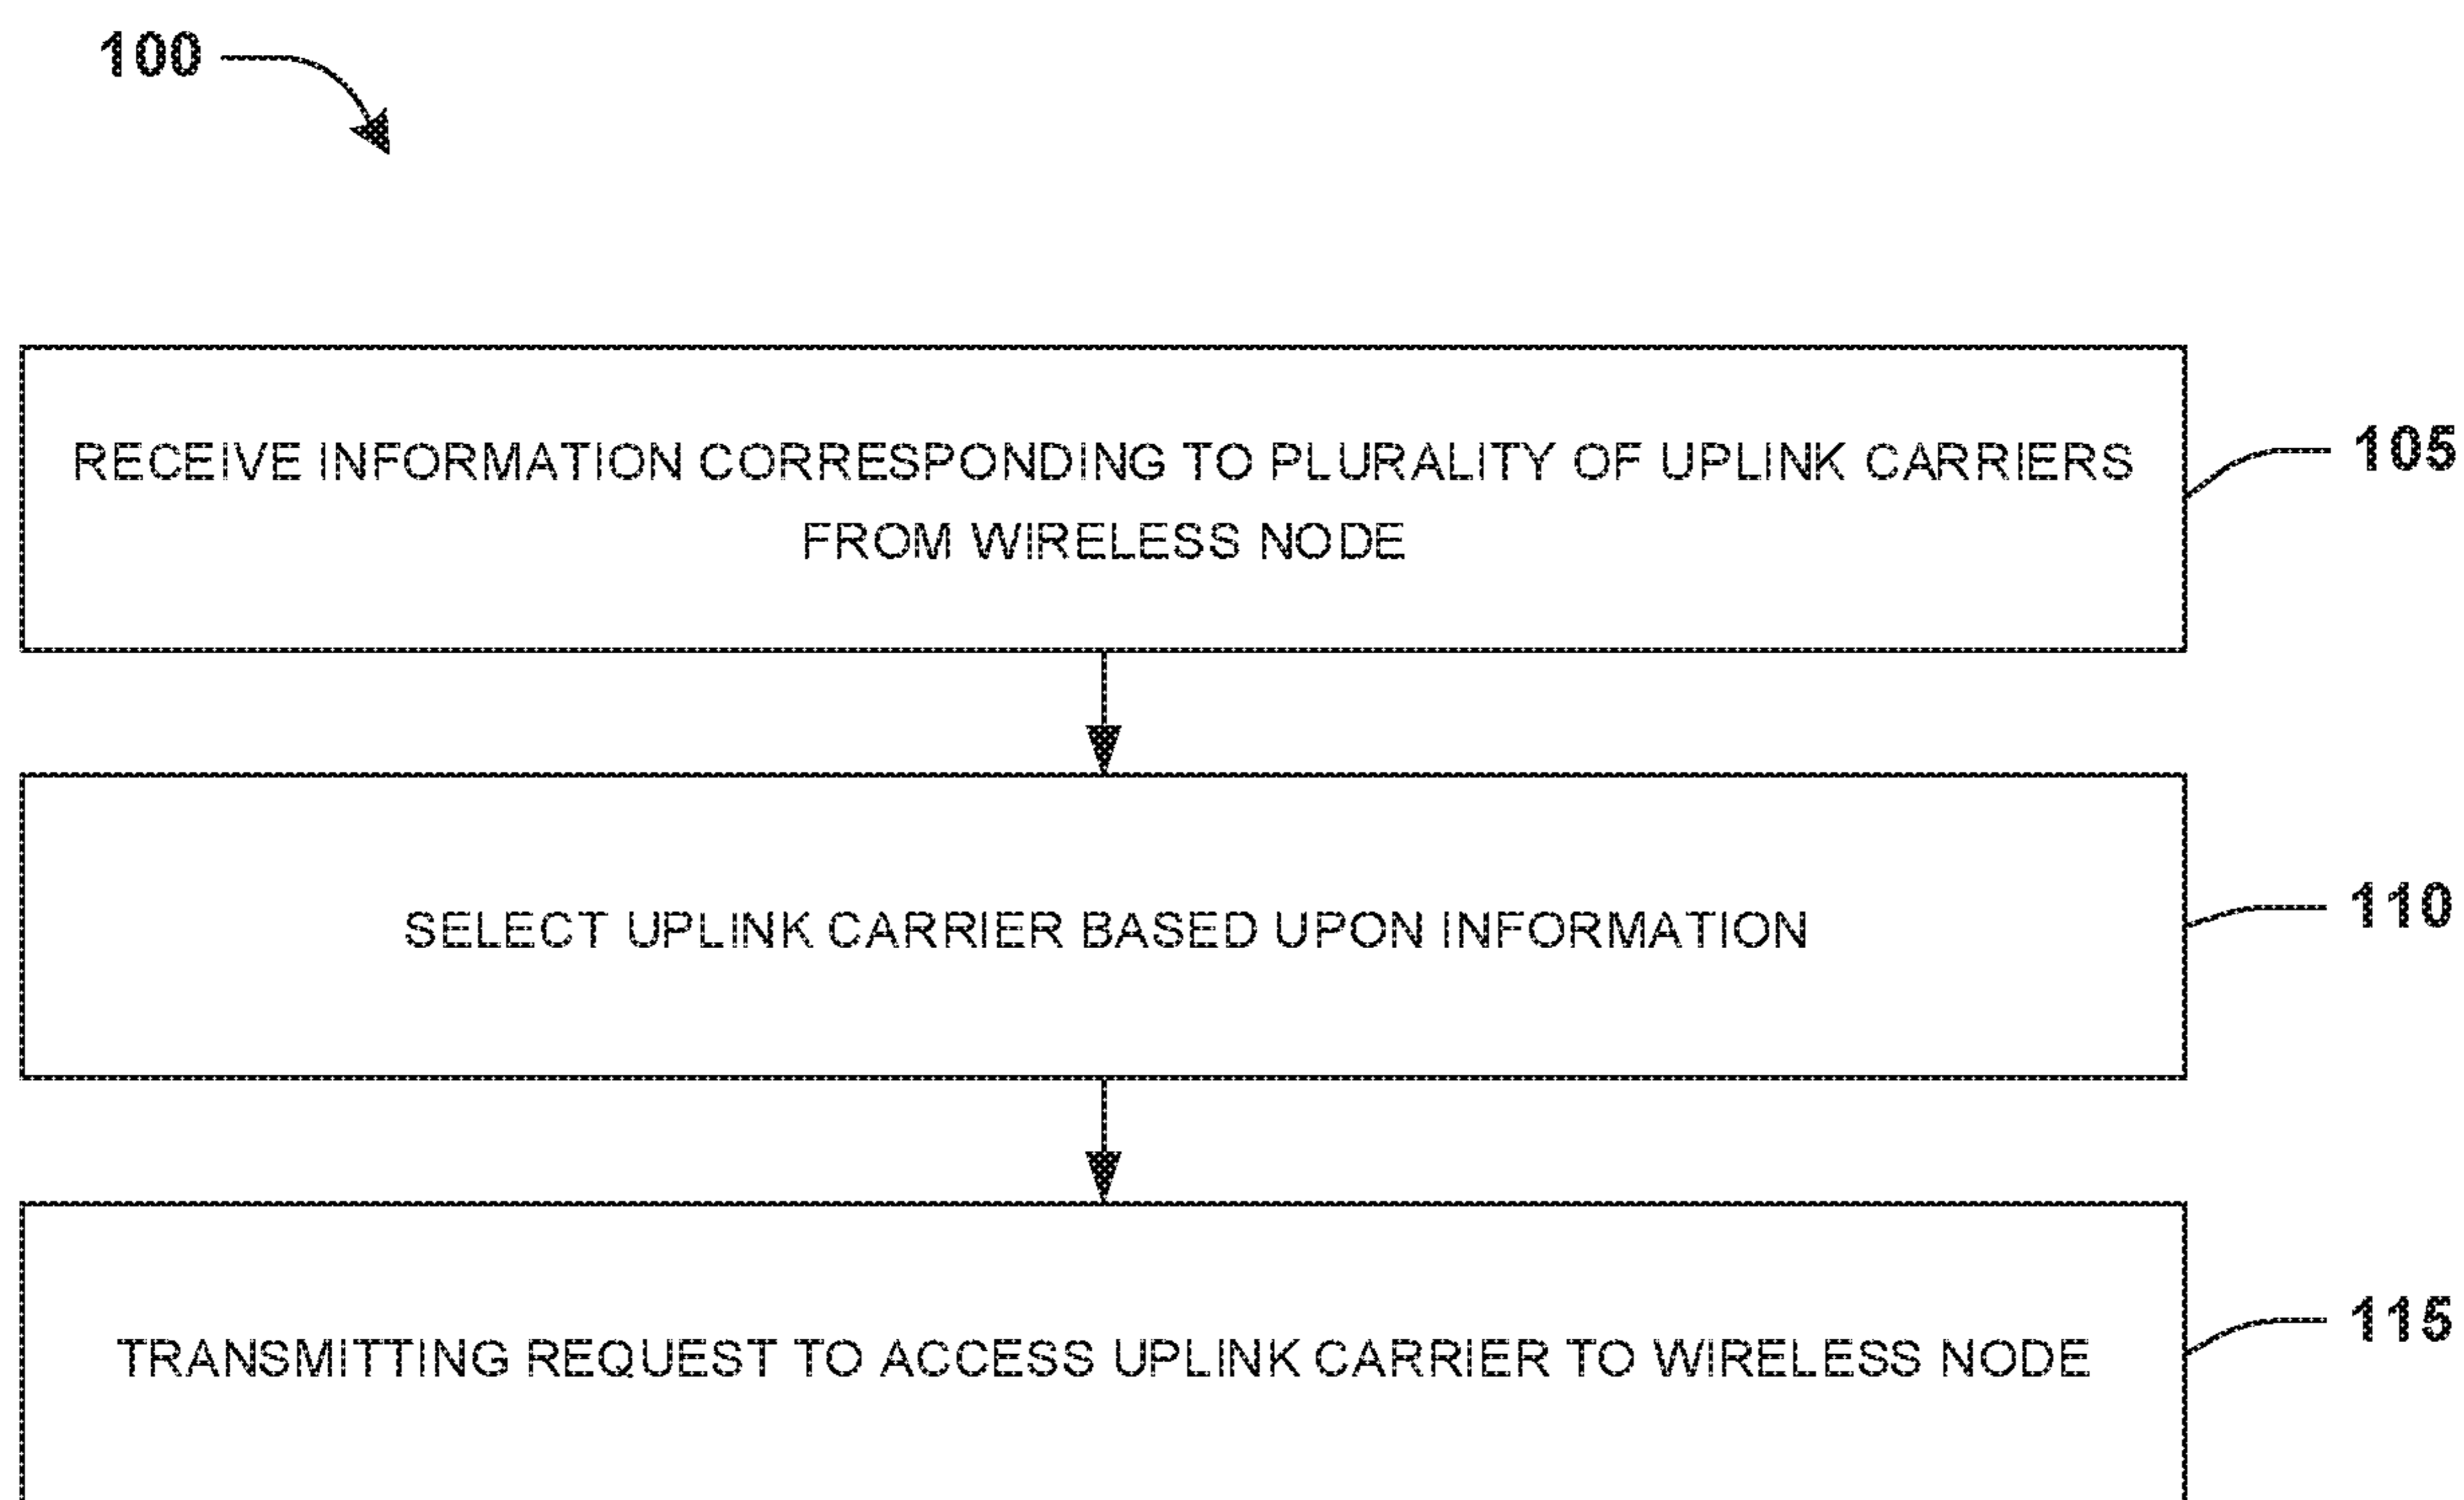 100
RECEIVE INFORMATION CORRESPONDING TO PLURALITY OF UPLINK CARRIERS
FROM WIRELESS NODE
105
SELECT UPLINK CARRIER BASED UPON INFORMATION
110
TRANSMITTING REQUEST TO ACCESS UPLINK CARRIER TO WIRELESS NODE
115